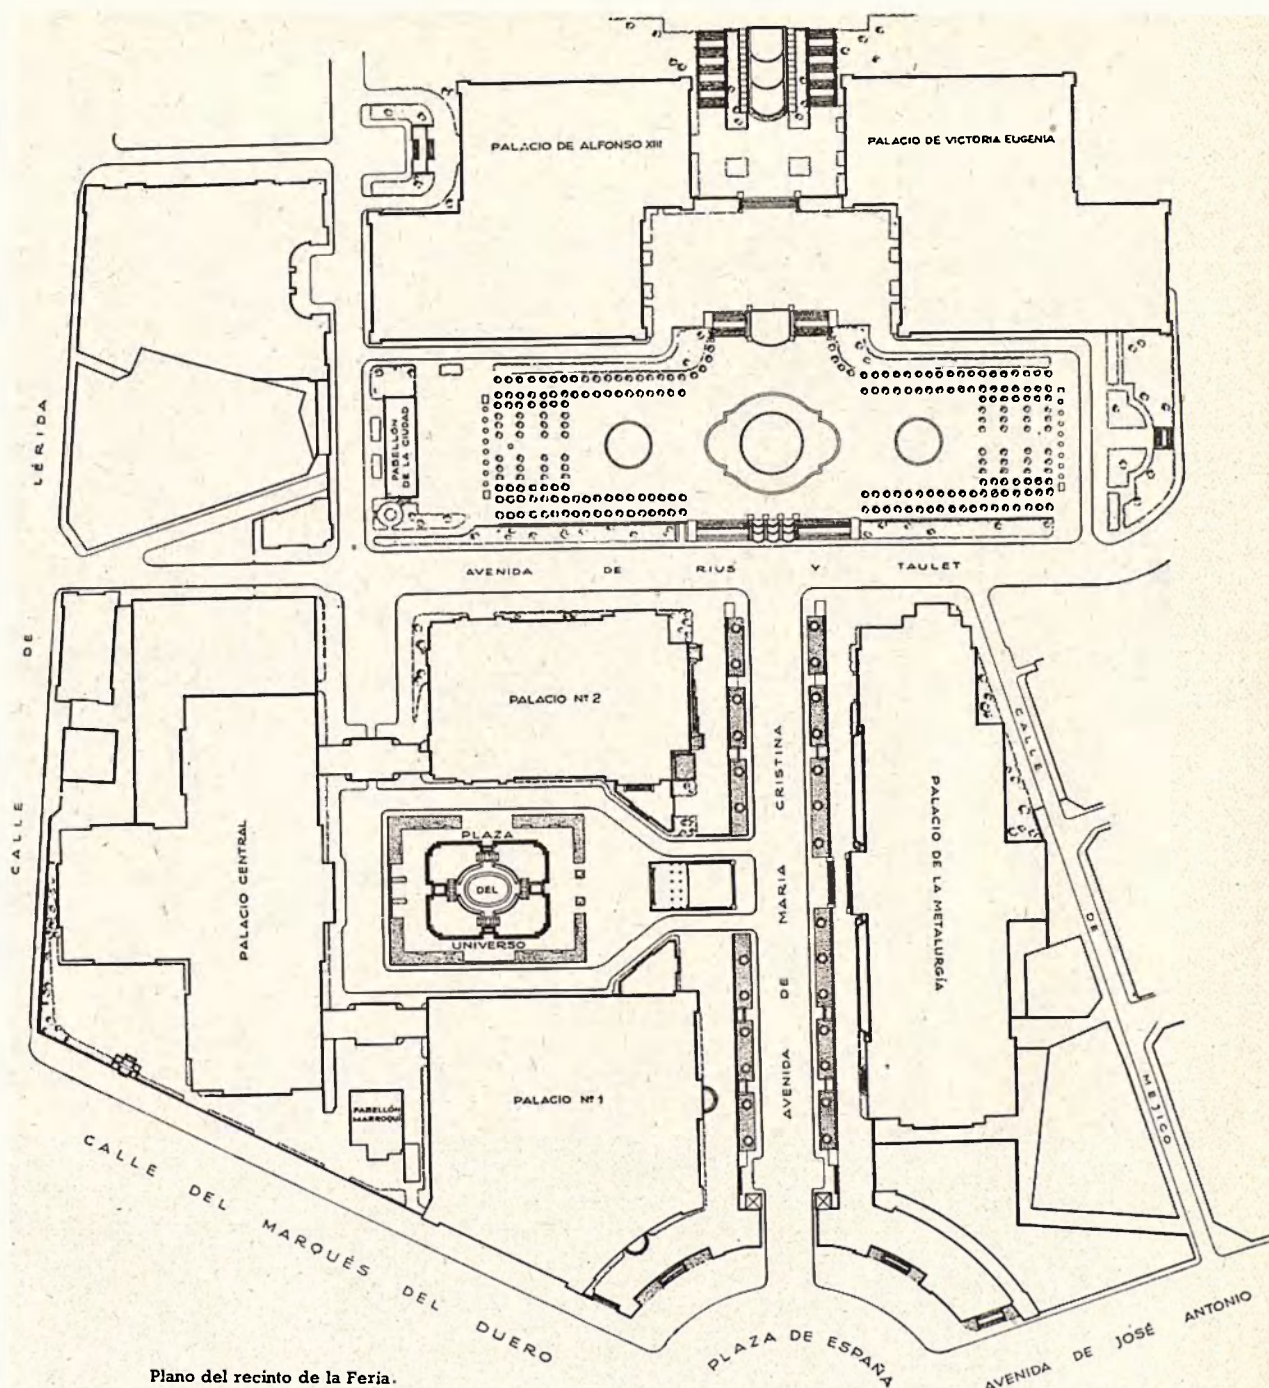 PALACIO DE ALFONSO XIII
PALACIO DE VICTORIA EUGENIA
PABELLÓN
DE LA CIUDAD
CALLE DE LÉRIDA
AVENIDA DE RIUS Y TAULET
PALACIO Nº 2
PLAZA
DEL
UNIVERSO
PALACIO CENTRAL
AVENIDA DE MARIA CRISTINA
PALACIO DE LA METALURGÍA
CALLE DE MEJICO
PALACIO Nº 1
PABELLÓN
MARROQUÍ
CALLE DEL MARQUÉS DEL DUERO
PLAZA DE ESPAÑA
AVENIDA DE JOSÉ ANTONIO
Plano del recinto de la Feria.